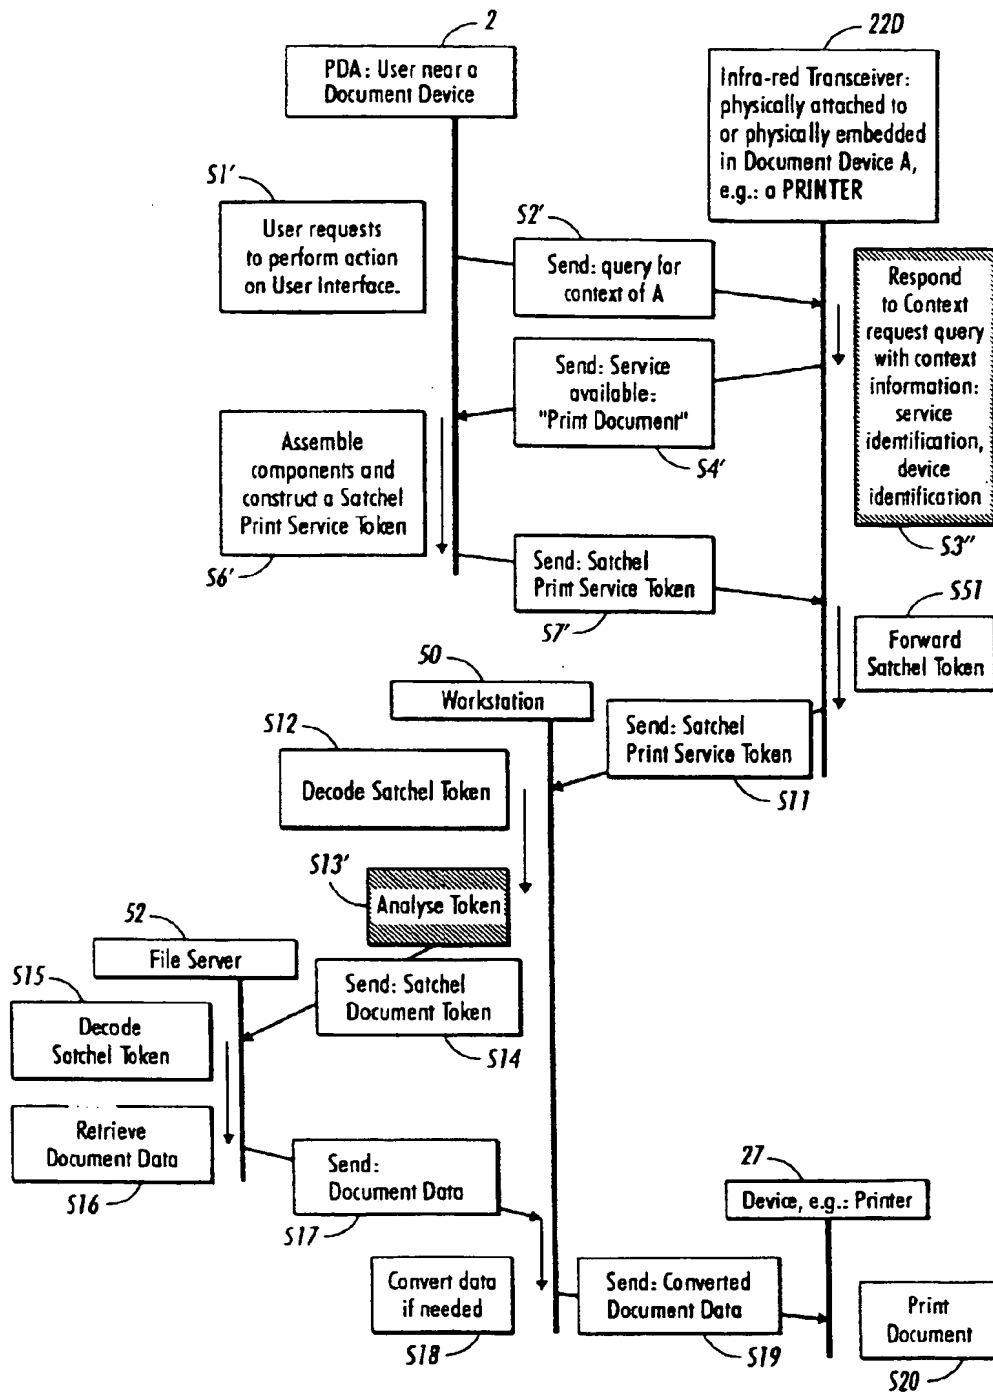 2
22D
PDA: User near a
Document Device
Infra-red Transceiver:
physically attached to
or physically embedded
in Document Device A,
e.g.: a PRINTER
S1'
User requests
to perform action
on User Interface.
S2'
Send: query for
context of A
Respond
to Context
request query
with context
information:
service
identification,
device
identification
S3"
Send: Service
available:
"Print Document"
S4'
Assemble
components and
construct a Satchel
Print Service Token
S6'
Send: Satchel
Print Service Token
S7'
S51
Forward
Satchel Token
50
Workstation
S12
Decode Satchel Token
Send: Satchel
Print Service Token
S11
S13'
Analyse Token
52
File Server
S15
Decode
Satchel Token
Send: Satchel
Document Token
S14
Retrieve
Document Data
S16
Send:
Document Data
S17
27
Device, e.g.: Printer
Convert data
if needed
S18
Send: Converted
Document Data
S19
Print
Document
S20